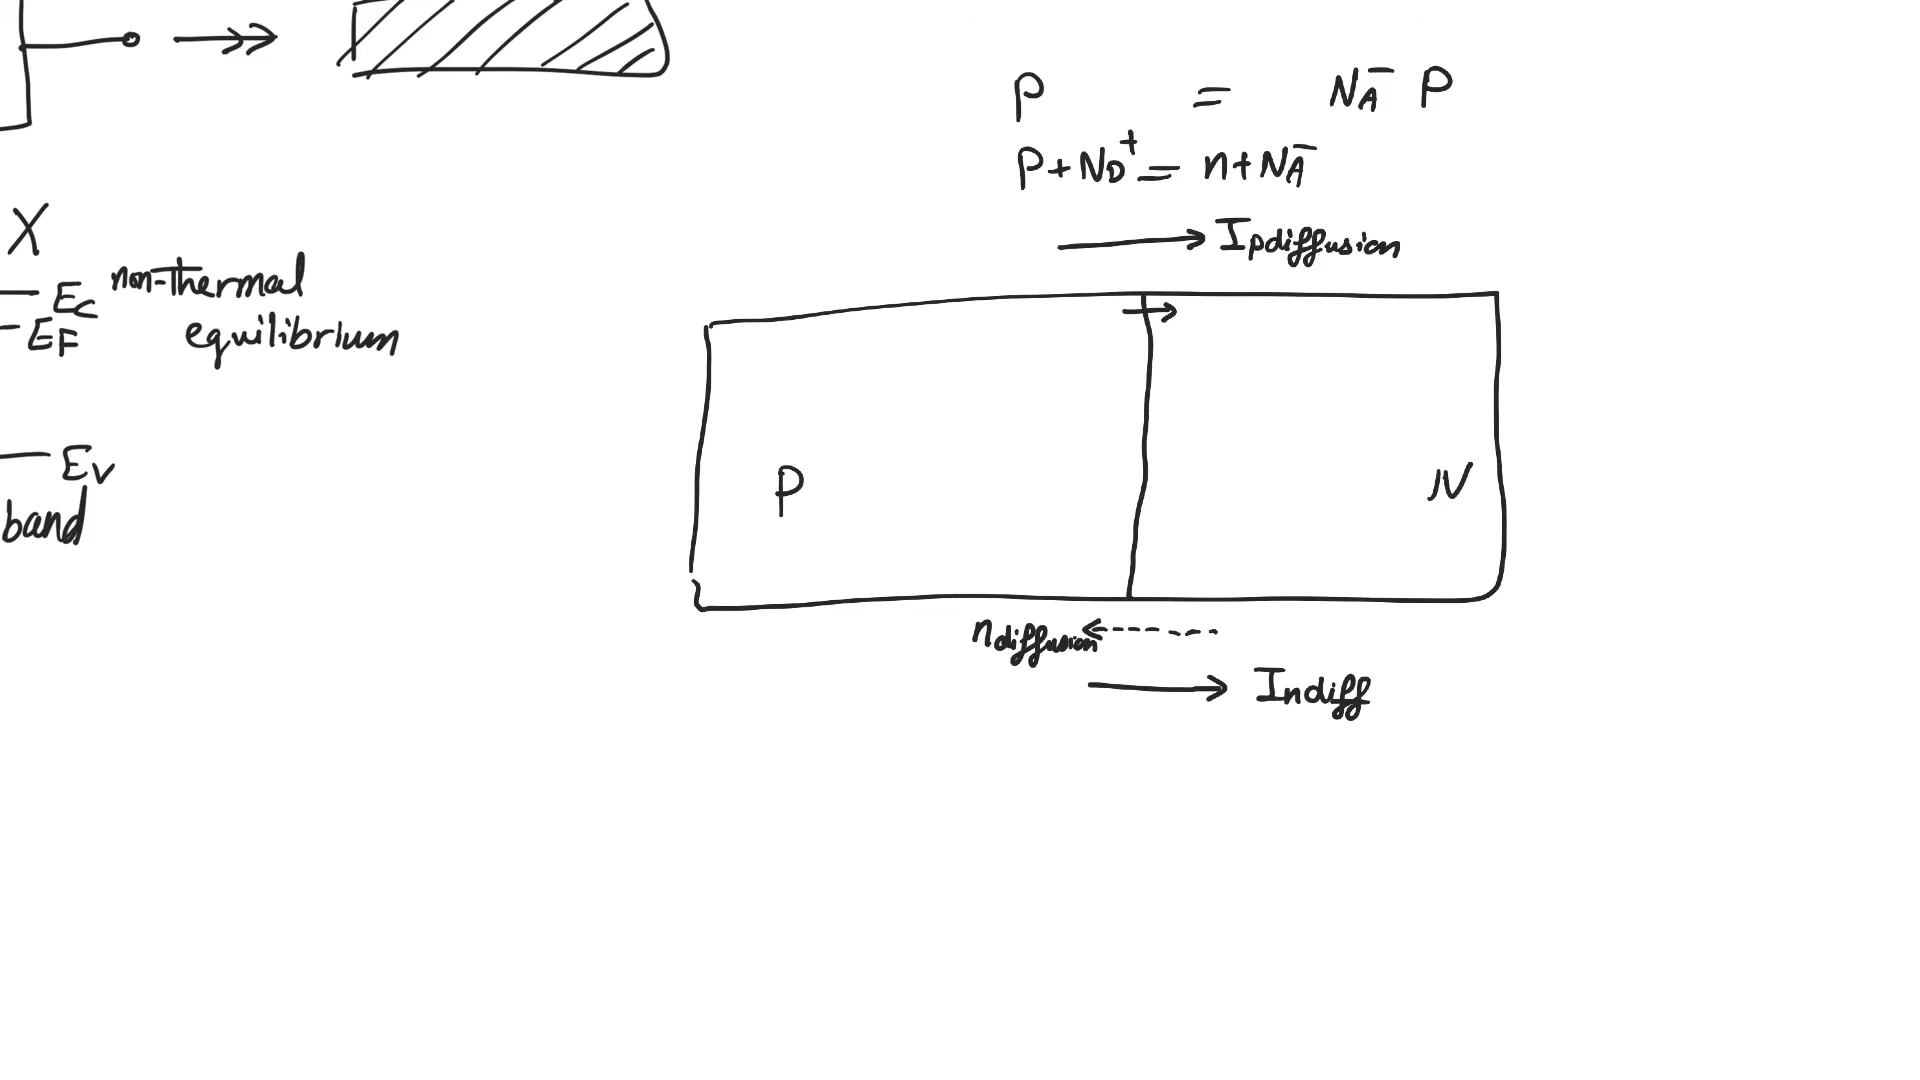 P = NA⁻ P
P + ND⁺ = n + NA⁻
Ipdiffusion
X
EC non-thermal
EF equilibrium
EV
band
P
N
ndiffusion
Indiff